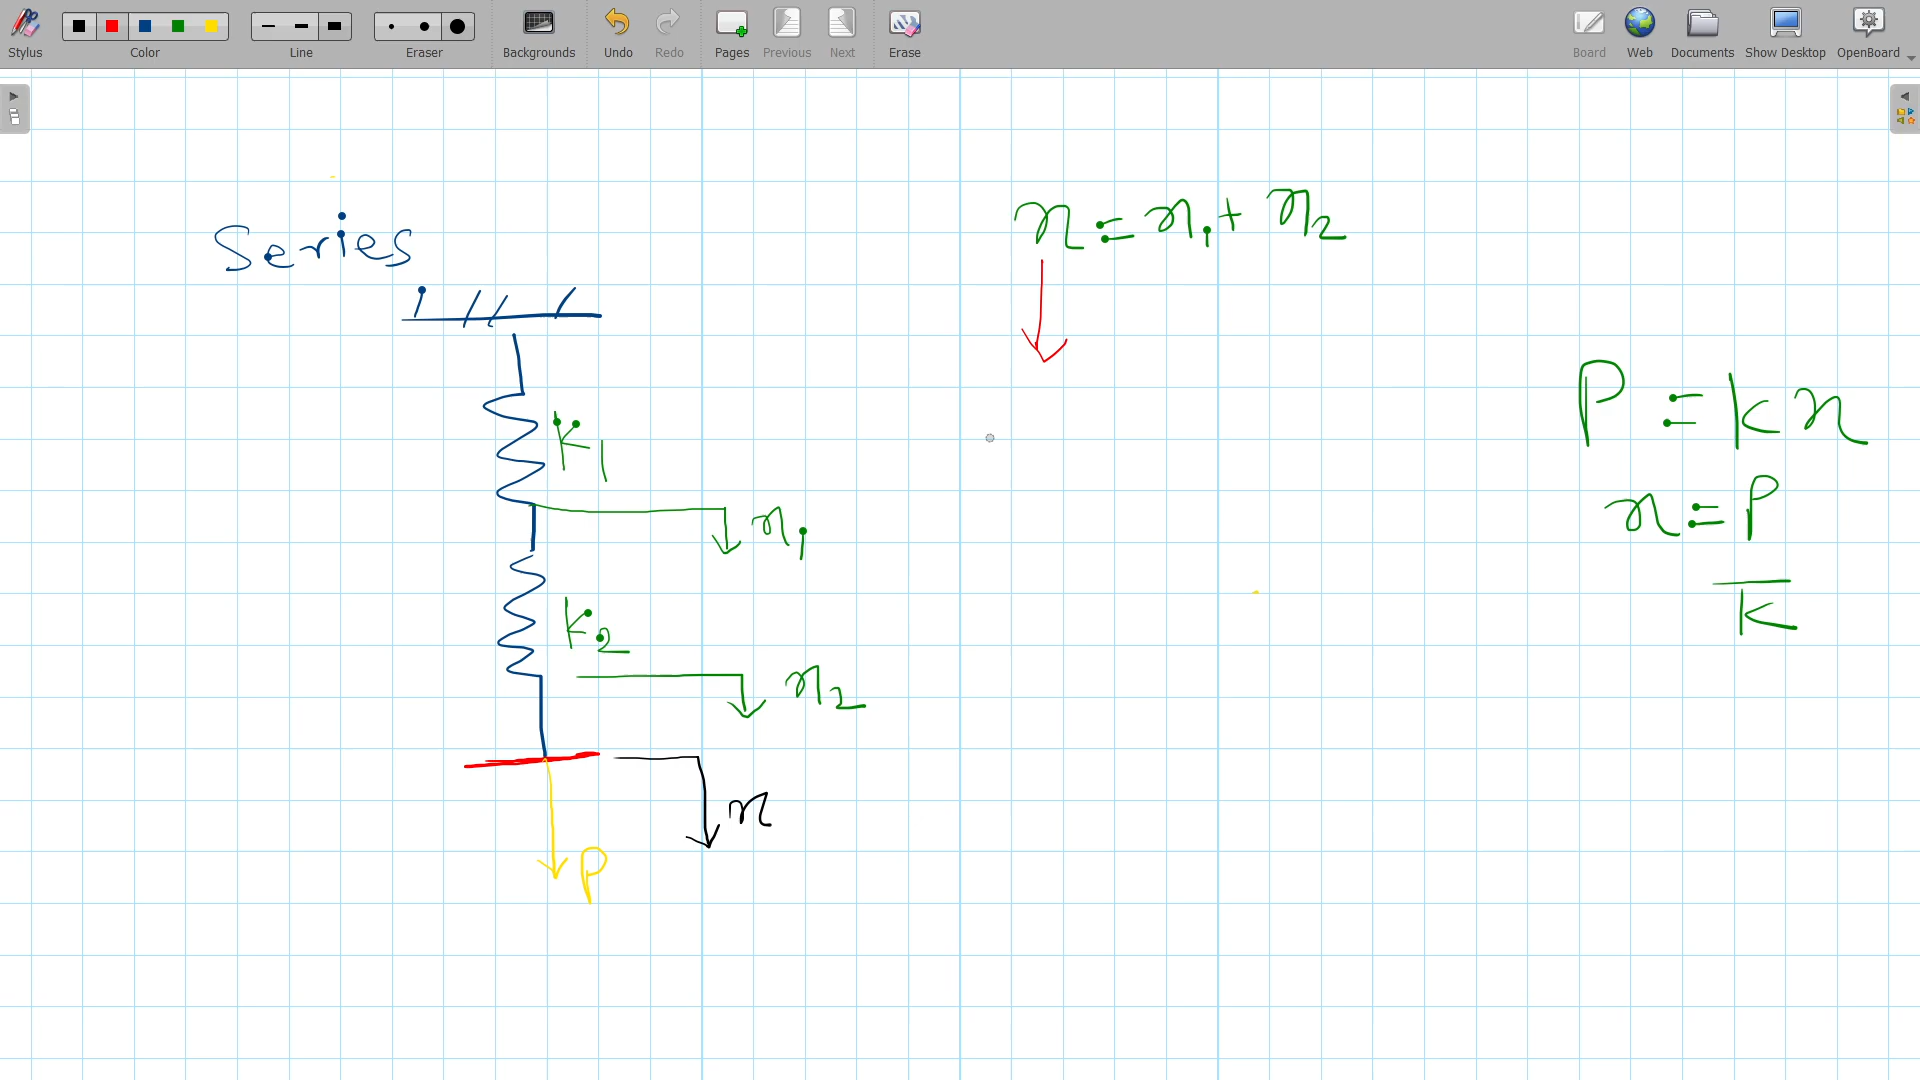 Stylus Color Line Eraser Backgrounds Undo Redo Pages Previous Next Erase Board Web Documents Show Desktop OpenBoard
Series
x = x1 + x2
k1
x1
k2
x2
x
P
P = kx
x = P
k